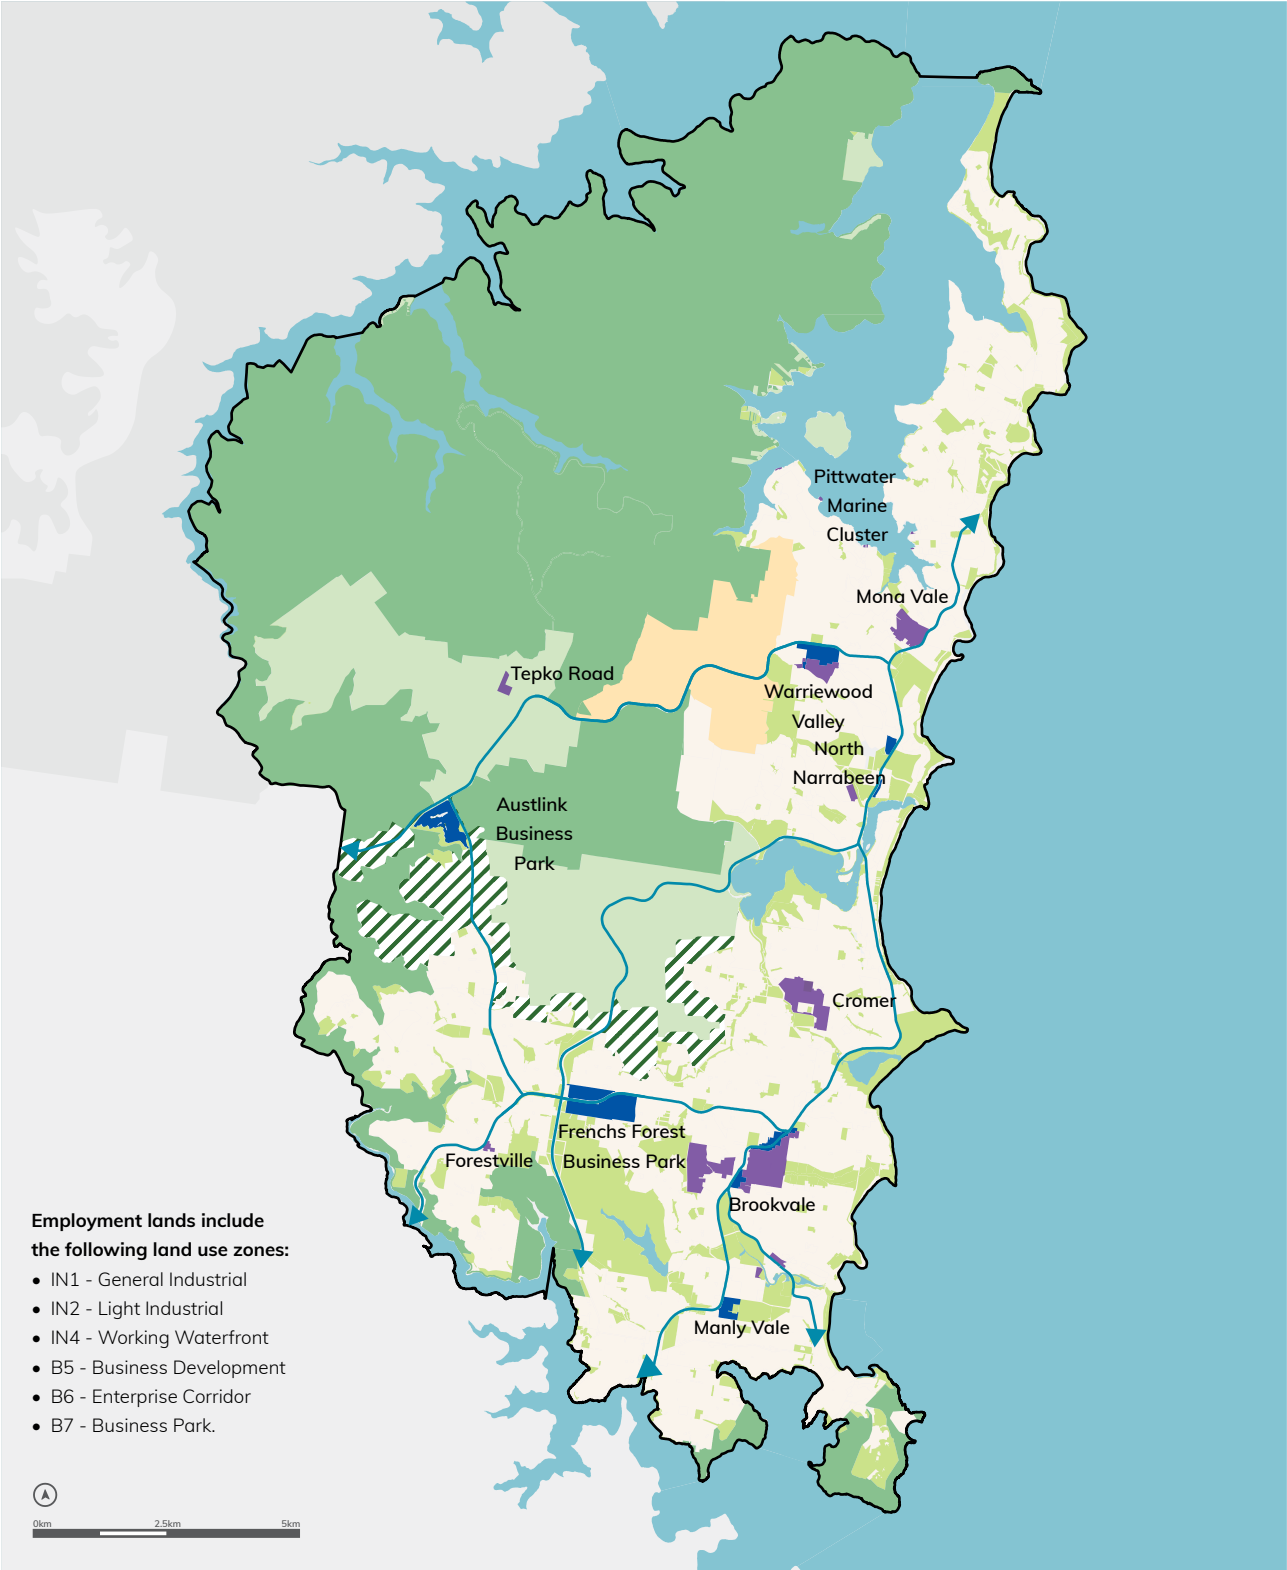 Pittwater
Marine
Cluster
Mona Vale
Tepko Road
Warriewood
Valley
North
Narrabeen
Austlink
Business
Park
Cromer
Frenchs Forest
Business Park
Forestville
Brookvale
Manly Vale
Employment lands include
the following land use zones:
• IN1 - General Industrial
• IN2 - Light Industrial
• IN4 - Working Waterfront
• B5 - Business Development
• B6 - Enterprise Corridor
• B7 - Business Park.
0km 2.5km 5km